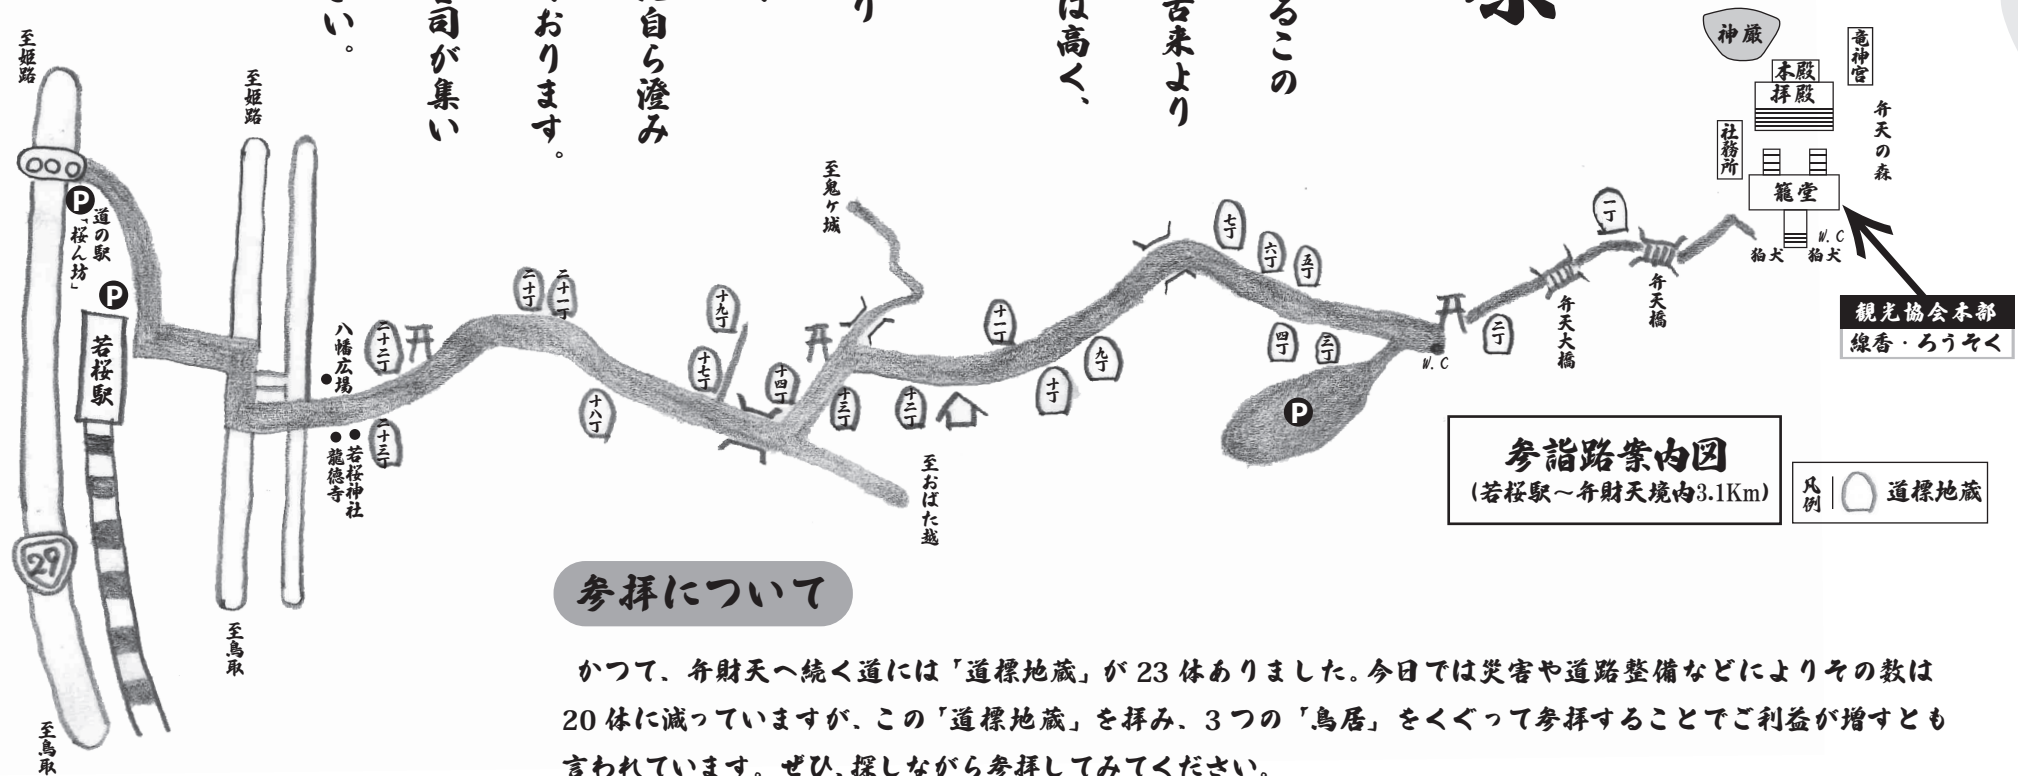 祭
るこの
古来より
は高く、
り
に自ら澄み
おります。
司が集い
さい。
神巌
竜神宮
本殿
拝殿
弁天の森
社務所
籠堂
W.C
狛犬
狛犬
観光協会本部
線香・ろうそく
弁天橋
弁天大橋
一丁
二丁
W.C
三丁
四丁
五丁
六丁
七丁
P
九丁
十丁
十一丁
十二丁
十三丁
十四丁
至鬼ヶ城
至おばた越
十七丁
十八丁
十九丁
二十丁
二十一丁
二十二丁
二十三丁
八幡広場
若桜神社
龍徳寺
至姫路
至鳥取
至姫路
P
道の駅
「桜ん坊」
P
若桜駅
29
至鳥取
参詣路案内図
(若桜駅〜弁財天境内3.1Km)
凡例
道標地蔵
参拝について
かつて、弁財天へ続く道には「道標地蔵」が 23 体ありました。今日では災害や道路整備などによりその数は
20 体に減っていますが、この「道標地蔵」を拝み、3 つの「鳥居」をくぐって参拝することでご利益が増すとも
言われています。ぜひ、探しながら参拝してみてください。